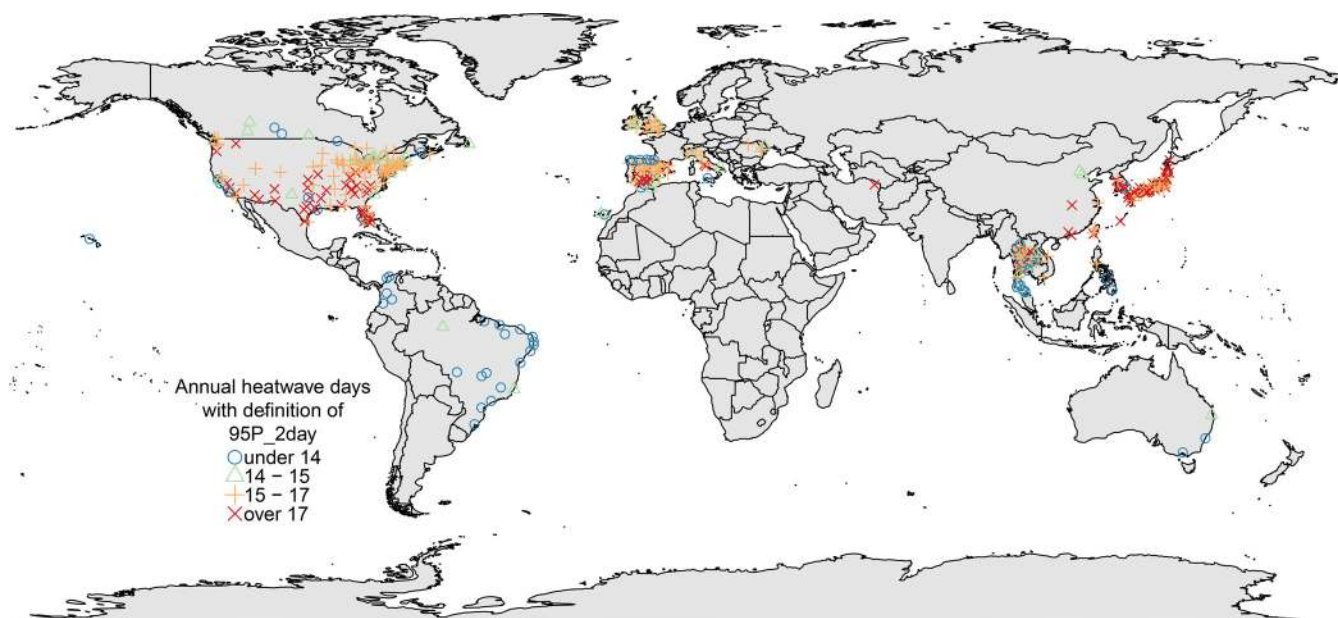 Annual heatwave days
with definition of
95P_2day
under 14
14 − 15
15 − 17
over 17